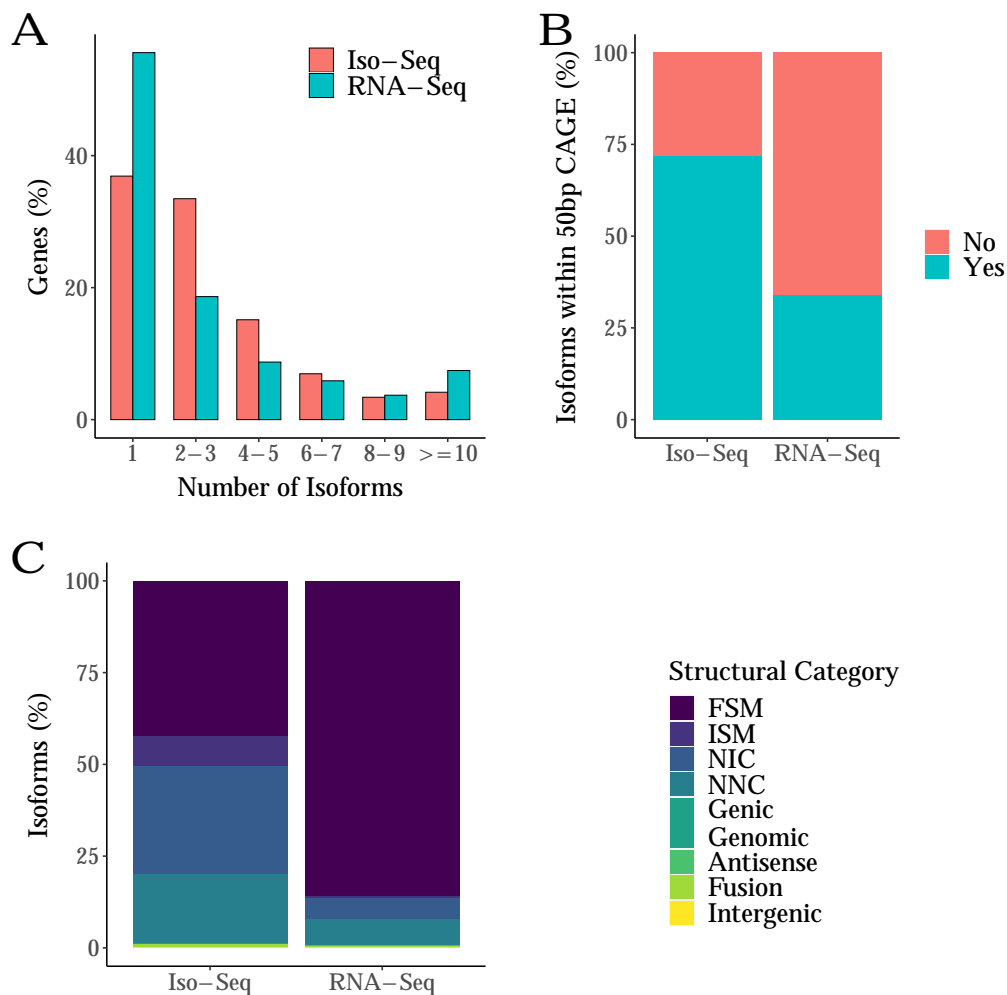 A
Genes (%)
40
20
0
Iso−Seq
RNA−Seq
1 2−3 4−5 6−7 8−9 >=10
Number of Isoforms
B
Isoforms within 50bp CAGE (%)
100
75
50
25
0
Iso−Seq RNA−Seq
No
Yes
C
Isoforms (%)
100
75
50
25
0
Iso−Seq RNA−Seq
Structural Category
FSM
ISM
NIC
NNC
Genic
Genomic
Antisense
Fusion
Intergenic